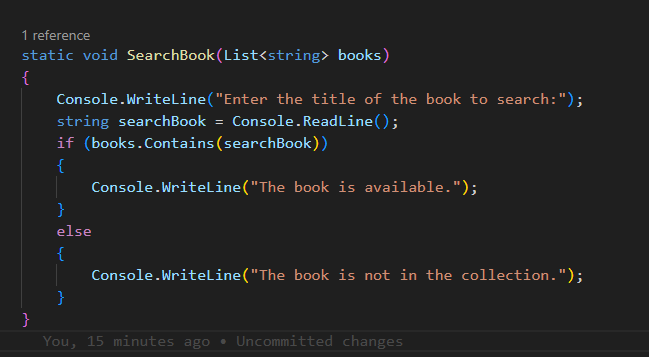 1 reference
static void SearchBook(List<string> books)
{
    Console.WriteLine("Enter the title of the book to search:");
    string searchBook = Console.ReadLine();
    if (books.Contains(searchBook))
    {
        Console.WriteLine("The book is available.");
    }
    else
    {
        Console.WriteLine("The book is not in the collection.");
    }
}
You, 15 minutes ago • Uncommitted changes